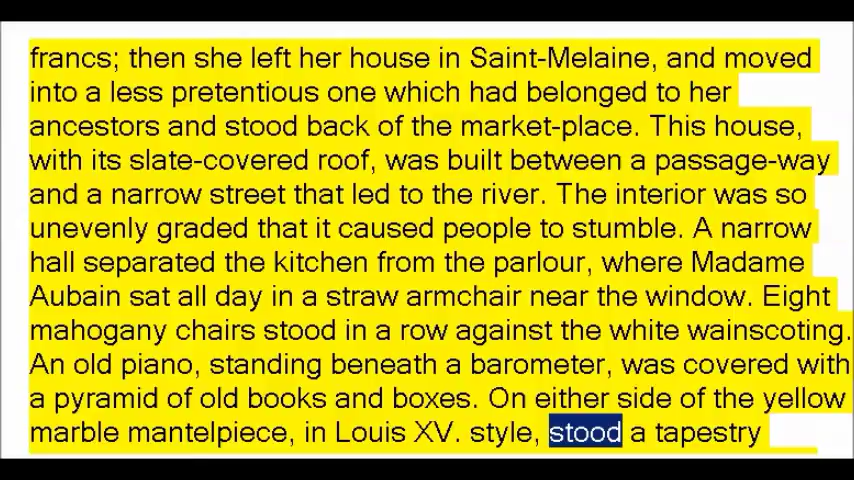 francs; then she left her house in Saint-Melaine, and moved
into a less pretentious one which had belonged to her
ancestors and stood back of the market-place. This house,
with its slate-covered roof, was built between a passage-way
and a narrow street that led to the river. The interior was so
unevenly graded that it caused people to stumble. A narrow
hall separated the kitchen from the parlour, where Madame
Aubain sat all day in a straw armchair near the window. Eight
mahogany chairs stood in a row against the white wainscoting.
An old piano, standing beneath a barometer, was covered with
a pyramid of old books and boxes. On either side of the yellow
marble mantelpiece, in Louis XV. style, stood a tapestry